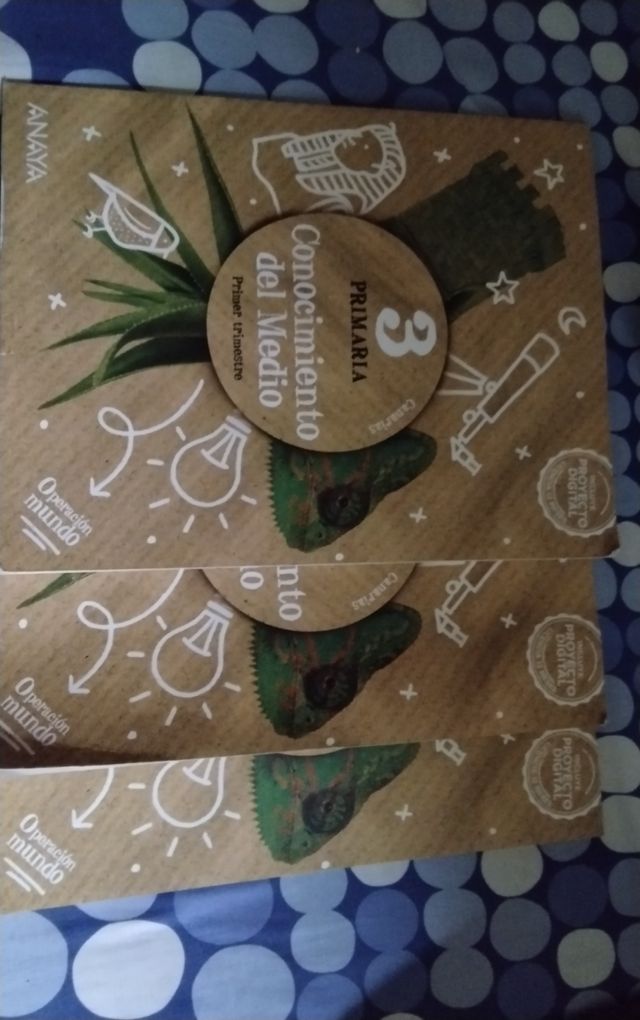 ANAYA
3
PRIMARIA
Conocimiento
del Medio
Primer trimestre
Canarias
Operación
mundo
INCLUYE
PROYECTO
DIGITAL
nto
io
Canarias
Operación
mundo
INCLUYE
PROYECTO
DIGITAL
Operación
mundo
PROYECTO
DIGITAL